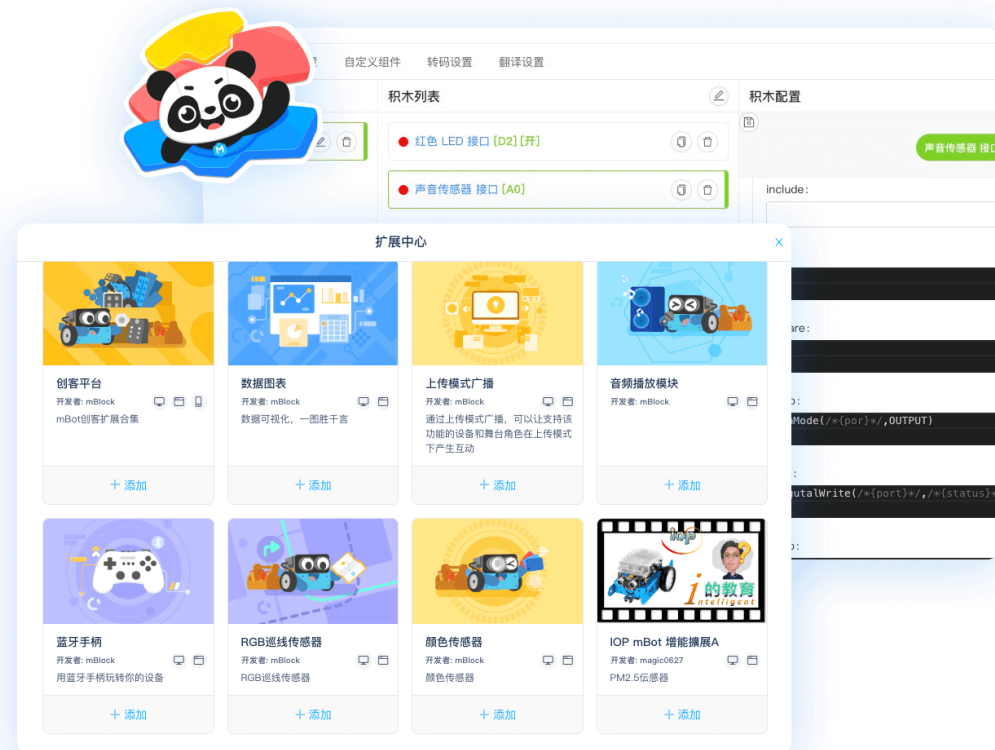 自定义组件 转码设置 翻译设置
积木列表
积木配置
红色 LED 接口 [D2] [开]
声音传感器 接口 [A0]
声音传感器 接口
include:
扩展中心
X
创客平台
开发者: mBlock
mBot创客扩展合集
+ 添加
数据图表
开发者: mBlock
数据可视化，一图胜千言
+ 添加
上传模式广播
开发者: mBlock
通过上传模式广播，可以让支持该
功能的设备和舞台角色在上传模式
下产生互动
+ 添加
音频播放模块
开发者: mBlock
+ 添加
are:
Mode(/*{por}*/,OUTPUT)
utalWrite(/*{port}*/,/*{status}*
蓝牙手柄
开发者: mBlock
用蓝牙手柄玩转你的设备
+ 添加
RGB巡线传感器
开发者: mBlock
RGB巡线传感器
+ 添加
颜色传感器
开发者: mBlock
颜色传感器
+ 添加
IOP
i的教育
intelligent
IOP mBot 增能擴展A
开发者: magic0627
PM2.5伝感器
+ 添加